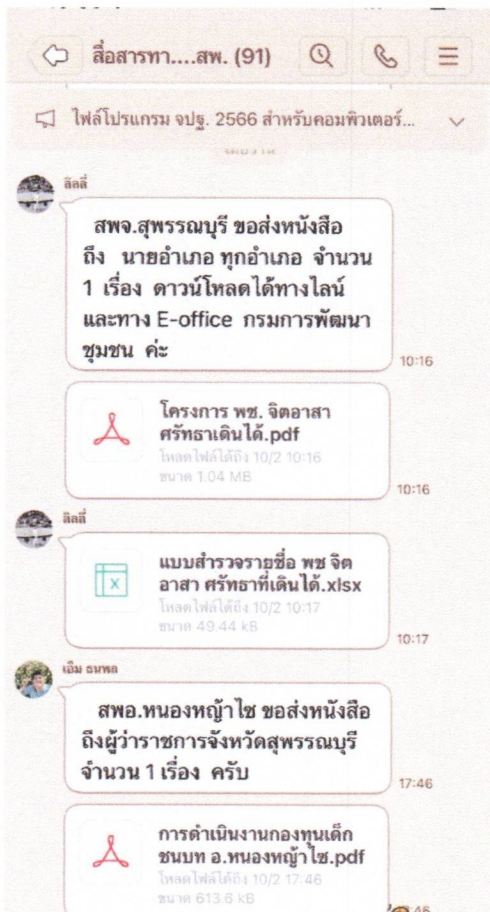 สื่อสารทา....สพ. (91)
ไฟล์โปรแกรม จปฐ. 2566 สำหรับคอมพิวเตอร์...
ลิลลี่
สพจ.สุพรรณบุรี ขอส่งหนังสือ
ถึง นายอำเภอ ทุกอำเภอ จำนวน
1 เรื่อง ดาวน์โหลดได้ทางไลน์
และทาง E-office กรมการพัฒนา
ชุมชน ค่ะ
10:16
โครงการ พช. จิตอาสา
ศรัทธาเดินได้.pdf
โหลดไฟล์ได้ถึง 10/2 10:16
ขนาด 1.04 MB
10:16
ลิลลี่
แบบสำรวจรายชื่อ พช จิต
อาสา ศรัทธาที่เดินได้.xlsx
โหลดไฟล์ได้ถึง 10/2 10:17
ขนาด 49.44 kB
10:17
เอ็ม ธนพล
สพอ.หนองหญ้าไซ ขอส่งหนังสือ
ถึงผู้ว่าราชการจังหวัดสุพรรณบุรี
จำนวน 1 เรื่อง ครับ
17:46
การดำเนินงานกองทุนเด็ก
ชนบท อ.หนองหญ้าไซ.pdf
โหลดไฟล์ได้ถึง 10/2 17:46
ขนาด 613.6 kB